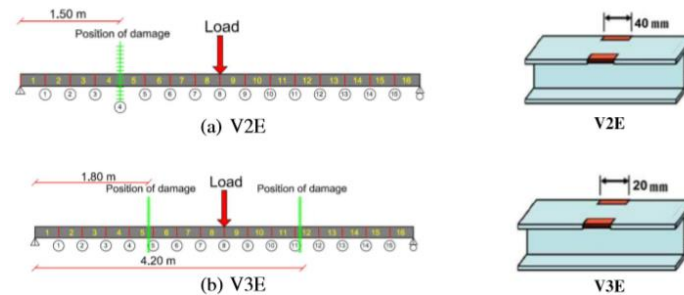 1.50 m
Position of damage
Load
1 2 3 4 5 6 7 8 9 10 11 12 13 14 15 16
1 2 3 4 5 6 7 8 9 10 11 12 13 14 15
(a) V2E
40 mm
V2E
1.80 m
Position of damage
Load
Position of damage
1 2 3 4 5 6 7 8 9 10 11 12 13 14 15 16
1 2 3 4 5 6 7 8 9 10 11 12 13 14 15
4.20 m
(b) V3E
20 mm
V3E